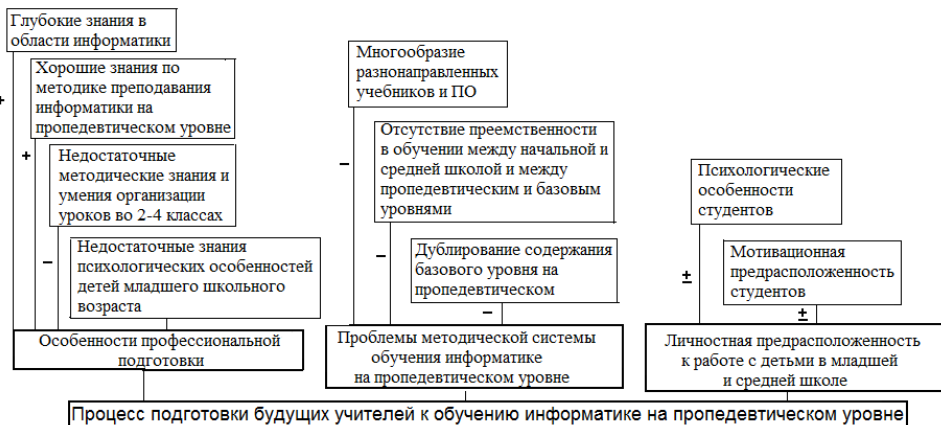 Глубокие знания в
области информатики
Хорошие знания по
методике преподавания
информатики на
пропедевтическом уровне
+
+
Недостаточные
методические знания и
умения организации
уроков во 2-4 классах
–
Недостаточные знания
психологических особенностей
детей младшего школьного
возраста
Особенности профессиональной
подготовки
Многообразие
разнонаправленных
учебников и ПО
–
Отсутствие преемственности
в обучении между начальной и
средней школой и между
пропедевтическим и базовым
уровнями
–
Дублирование содержания
базового уровня на
пропедевтическом
–
Проблемы методической системы
обучения информатике
на пропедевтическом уровне
Психологические
особенности
студентов
±
Мотивационная
предрасположенность
студентов
±
Личностная предрасположенность
к работе с детьми в младшей
и средней школе
Процесс подготовки будущих учителей к обучению информатике на пропедевтическом уровне